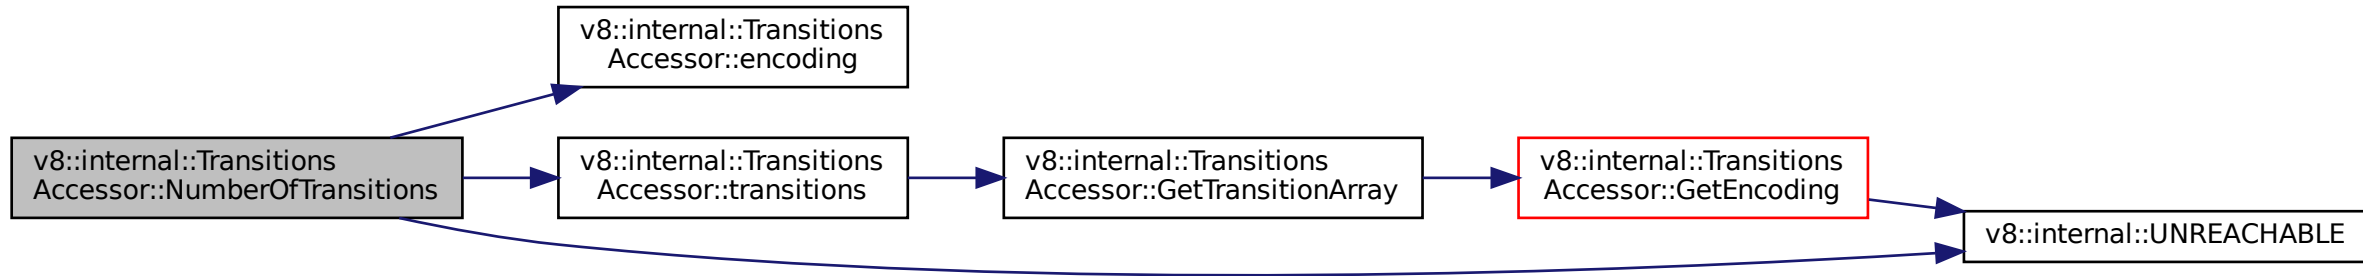 v8::internal::Transitions
Accessor::encoding
v8::internal::Transitions
Accessor::NumberOfTransitions
v8::internal::Transitions
Accessor::transitions
v8::internal::Transitions
Accessor::GetTransitionArray
v8::internal::Transitions
Accessor::GetEncoding
v8::internal::UNREACHABLE